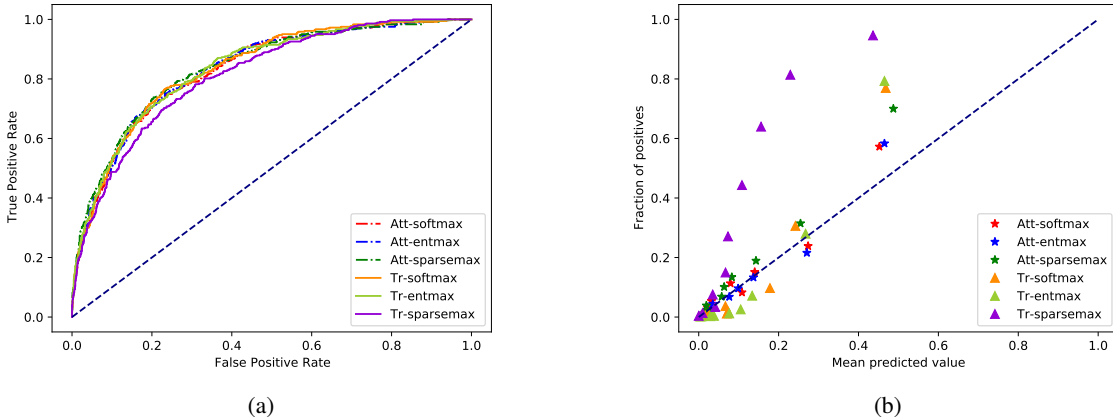 1.0
0.8
0.6
0.4
0.2
0.0
True Positive Rate
0.0 0.2 0.4 0.6 0.8 1.0
False Positive Rate
Att-softmax
Att-entmax
Att-sparsemax
Tr-softmax
Tr-entmax
Tr-sparsemax
(a)
1.0
0.8
0.6
0.4
0.2
0.0
Fraction of positives
0.0 0.2 0.4 0.6 0.8 1.0
Mean predicted value
Att-softmax
Att-entmax
Att-sparsemax
Tr-softmax
Tr-entmax
Tr-sparsemax
(b)